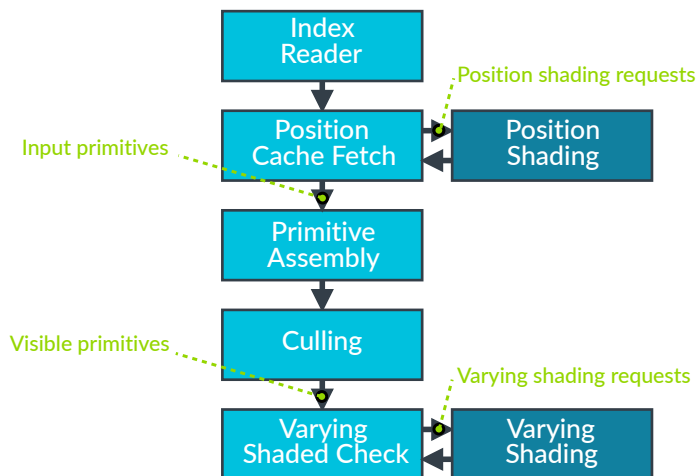 Index
Reader
Position shading requests
Position
Cache Fetch
Position
Shading
Input primitives
Primitive
Assembly
Culling
Visible primitives
Varying shading requests
Varying
Shaded Check
Varying
Shading